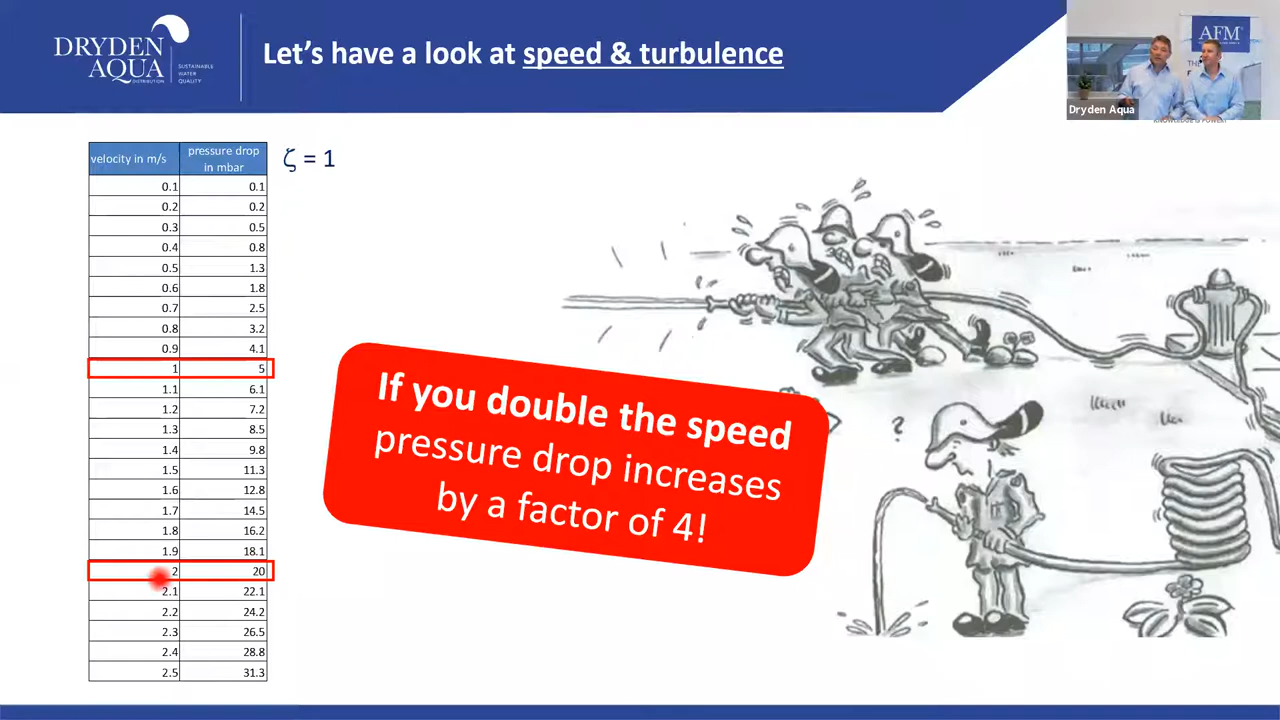 DRYDEN
AQUA
DISTRIBUTION
SUSTAINABLE
WATER
QUALITY
Let's have a look at speed & turbulence
AFM
THE
Dryden Aqua
velocity in m/s pressure drop in mbar
ζ = 1
0.1 0.1
0.2 0.2
0.3 0.5
0.4 0.8
0.5 1.3
0.6 1.8
0.7 2.5
0.8 3.2
0.9 4.1
1 5
1.1 6.1
1.2 7.2
1.3 8.5
1.4 9.8
1.5 11.3
1.6 12.8
1.7 14.5
1.8 16.2
1.9 18.1
2 20
2.1 22.1
2.2 24.2
2.3 26.5
2.4 28.8
2.5 31.3
If you double the speed
pressure drop increases
by a factor of 4!
?